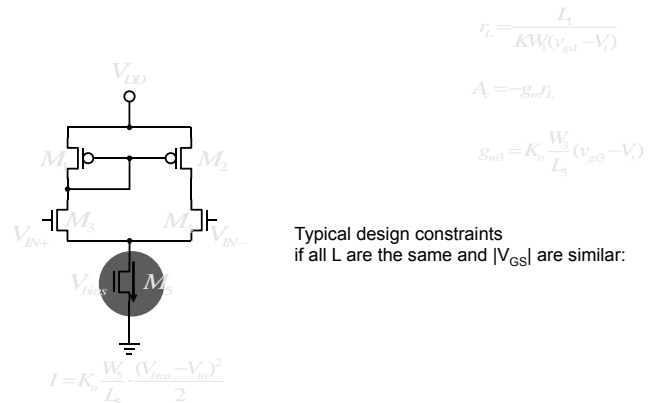 r_L = L_1 / KW_1(v_gs1 − V_t)
V_DD
A_v = −g_m r_L
M_1
M_2
g_m3 = K_n W_3 / L_3 (v_gs3 − V_t)
M_3
M_4
V_IN+
V_IN−
Typical design constraints
if all L are the same and |V_GS| are similar:
V_bias
M_5
I = K_n W_5 / L_5 · (V_bias − V_tn)^2 / 2